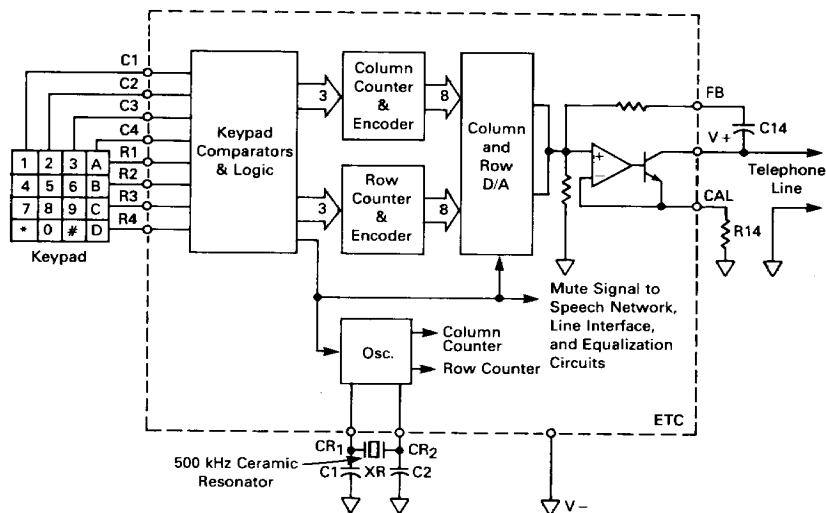 C1
C2
C3
C4
R1
R2
R3
R4
1 2 3 A
4 5 6 B
7 8 9 C
* 0 # D
Keypad
Keypad
Comparators
& Logic
3
3
Column
Counter
&
Encoder
Row
Counter
&
Encoder
8
8
Column
and
Row
D/A
+
−
FB
C14
V+
Telephone
Line
CAL
R14
Mute Signal to
Speech Network,
Line Interface,
and Equalization
Circuits
Osc.
Column
Counter
Row Counter
ETC
CR1
CR2
500 kHz Ceramic
Resonator
C1
XR
C2
V−